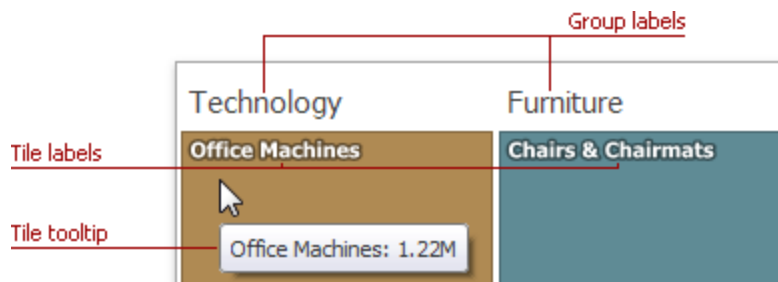 Group labels
Technology
Furniture
Office Machines
Chairs & Chairmats
Tile labels
Tile tooltip
Office Machines: 1.22M